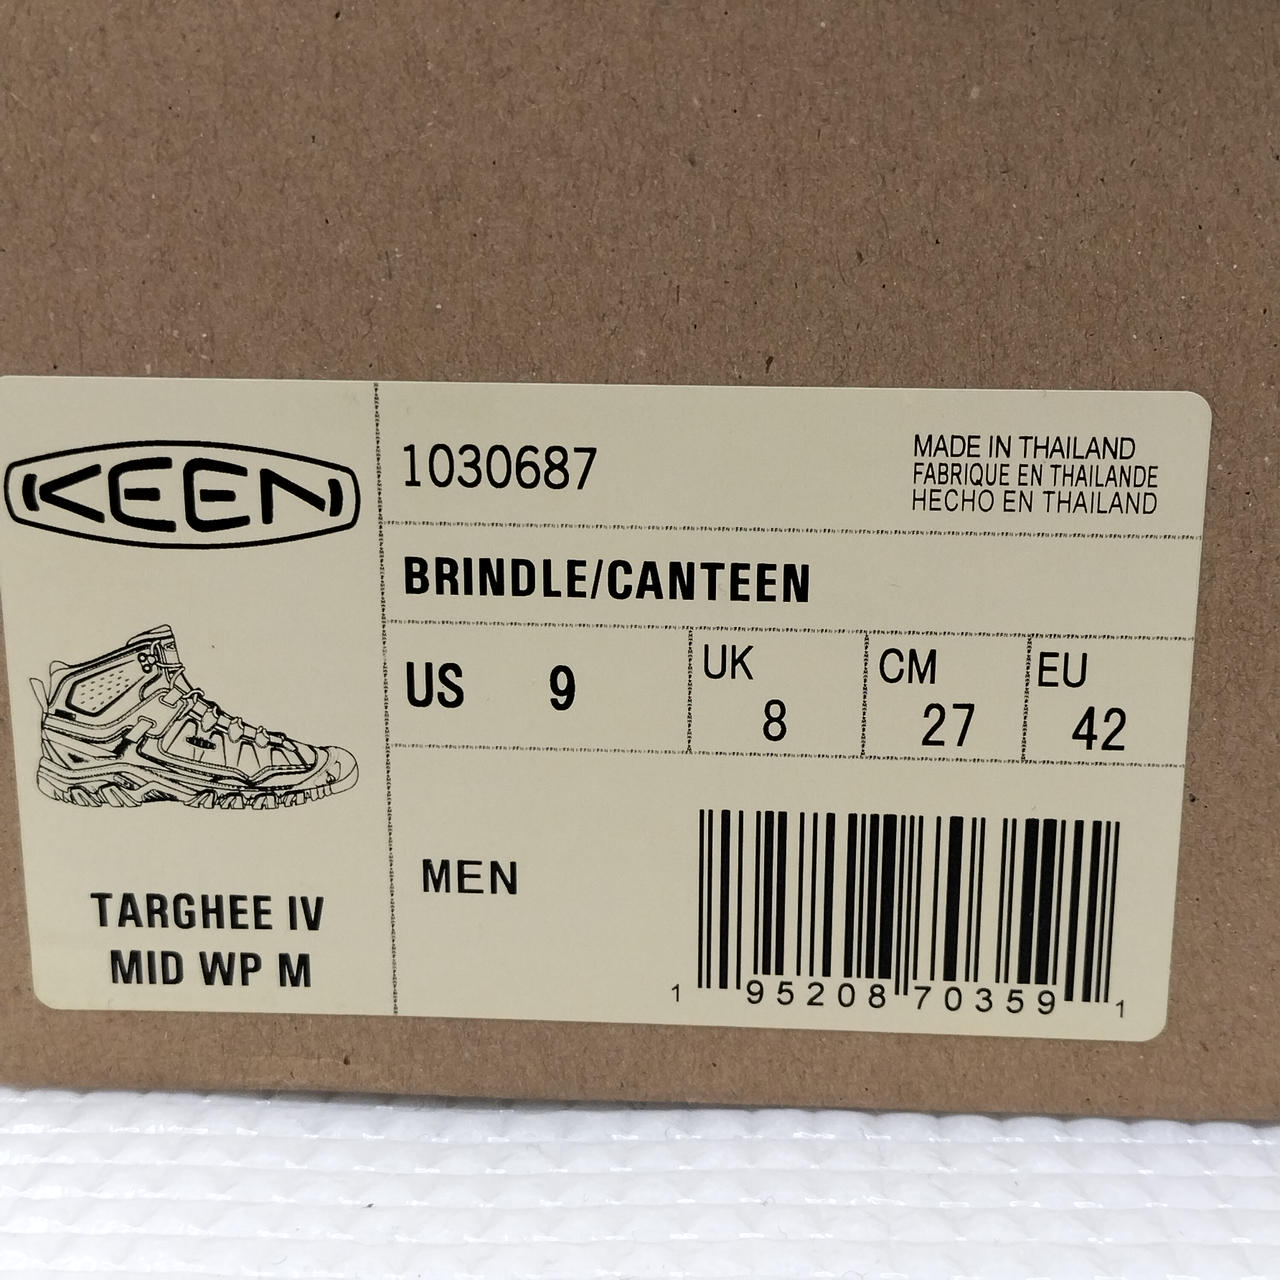 KEEN
1030687
MADE IN THAILAND
FABRIQUE EN THAILANDE
HECHO EN THAILAND
BRINDLE/CANTEEN
US 9
UK 8
CM 27
EU 42
MEN
TARGHEE IV
MID WP M
1 95208 70359 1